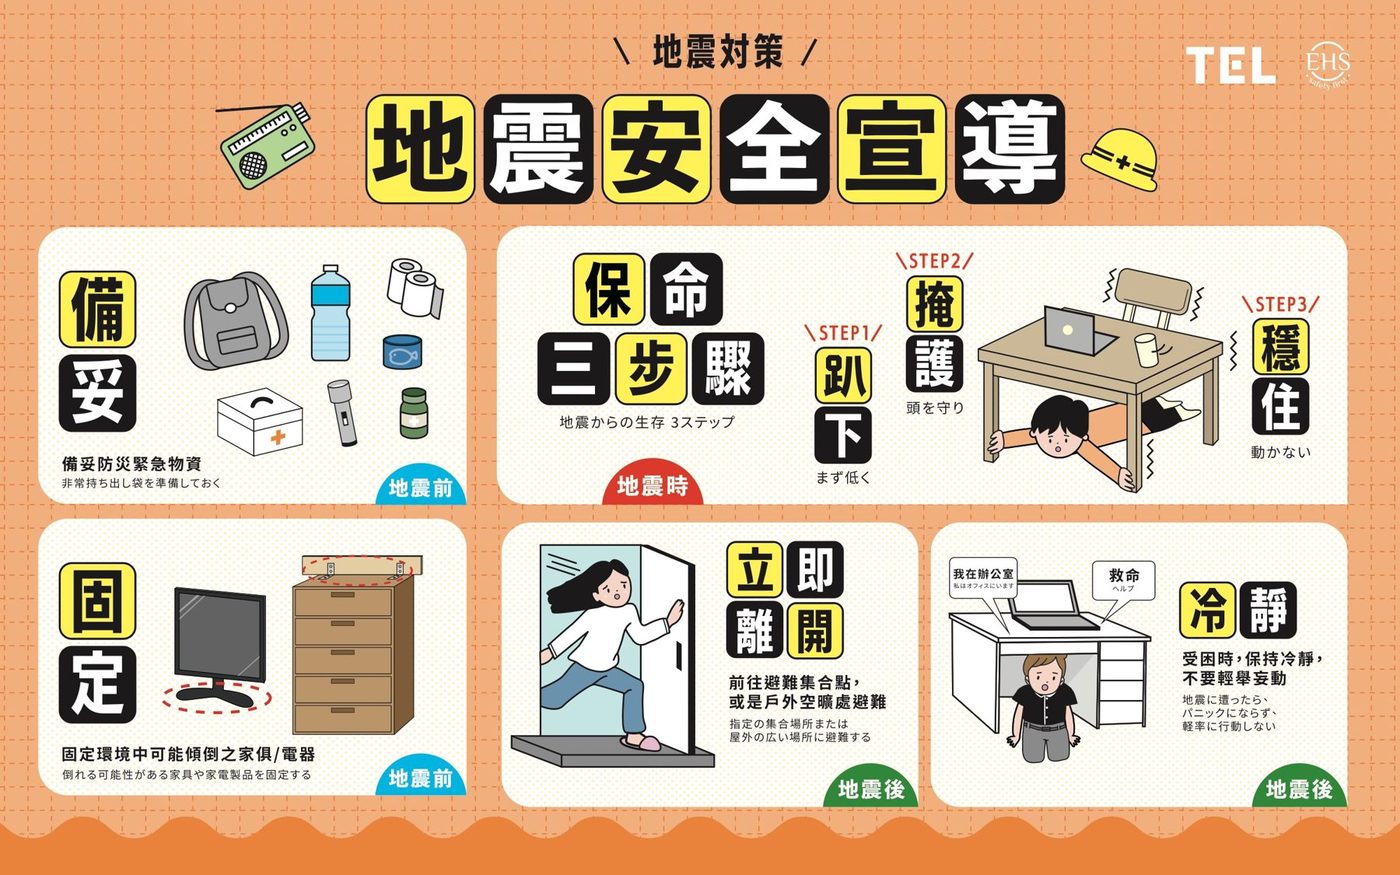 地震対策
TEL
EHS
safety first
地震安全宣導
備妥
備妥防災緊急物資
非常持ち出し袋を準備しておく
地震前
保命
三步驟
地震からの生存 3ステップ
地震時
STEP1
趴下
まず低く
STEP2
掩護
頭を守り
STEP3
穩住
動かない
固定
固定環境中可能傾倒之家俱/電器
倒れる可能性がある家具や家電製品を固定する
地震前
立即
離開
前往避難集合點,
或是戶外空曠處避難
指定の集合場所または
屋外の広い場所に避難する
地震後
我在辦公室
私はオフィスにいます
救命
ヘルプ
冷靜
受困時,保持冷靜,
不要輕舉妄動
地震に遭ったら、
パニックにならず、
軽率に行動しない
地震後